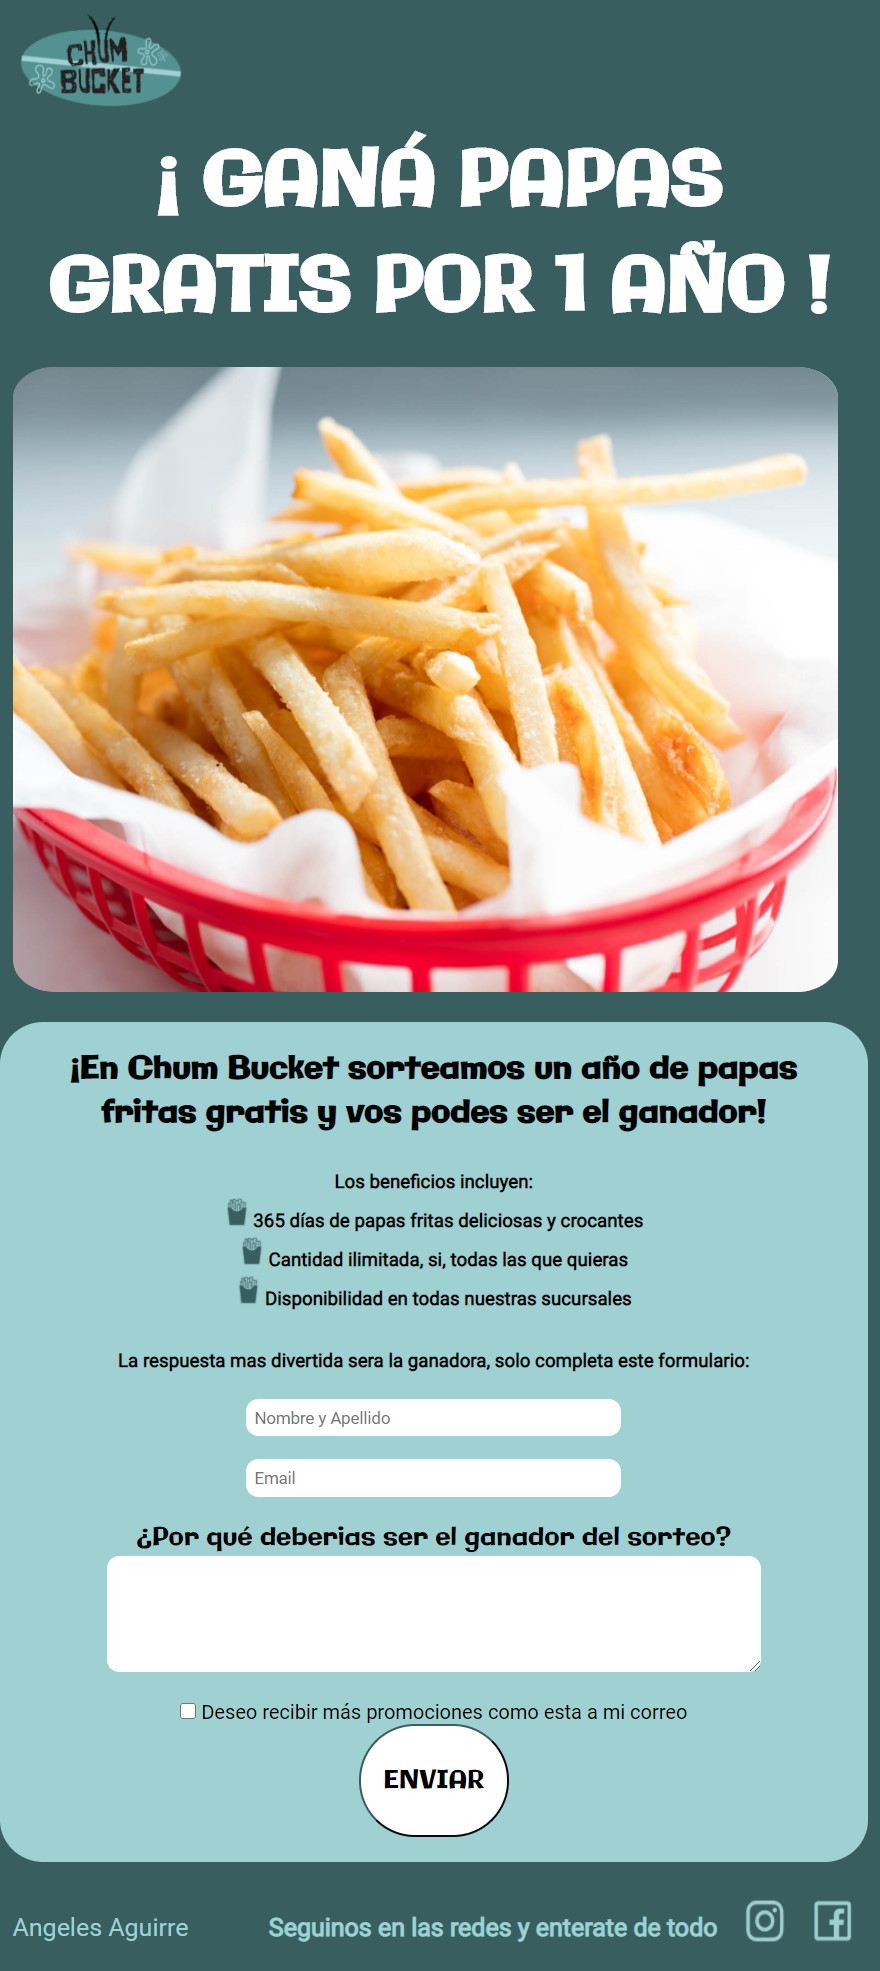 CHUM
BUCKET
¡ GANÁ PAPAS
GRATIS POR 1 AÑO !
¡En Chum Bucket sorteamos un año de papas
fritas gratis y vos podes ser el ganador!
Los beneficios incluyen:
365 días de papas fritas deliciosas y crocantes
Cantidad ilimitada, si, todas las que quieras
Disponibilidad en todas nuestras sucursales
La respuesta mas divertida sera la ganadora, solo completa este formulario:
Nombre y Apellido
Email
¿Por qué deberias ser el ganador del sorteo?
Deseo recibir más promociones como esta a mi correo
ENVIAR
Angeles Aguirre Seguinos en las redes y enterate de todo